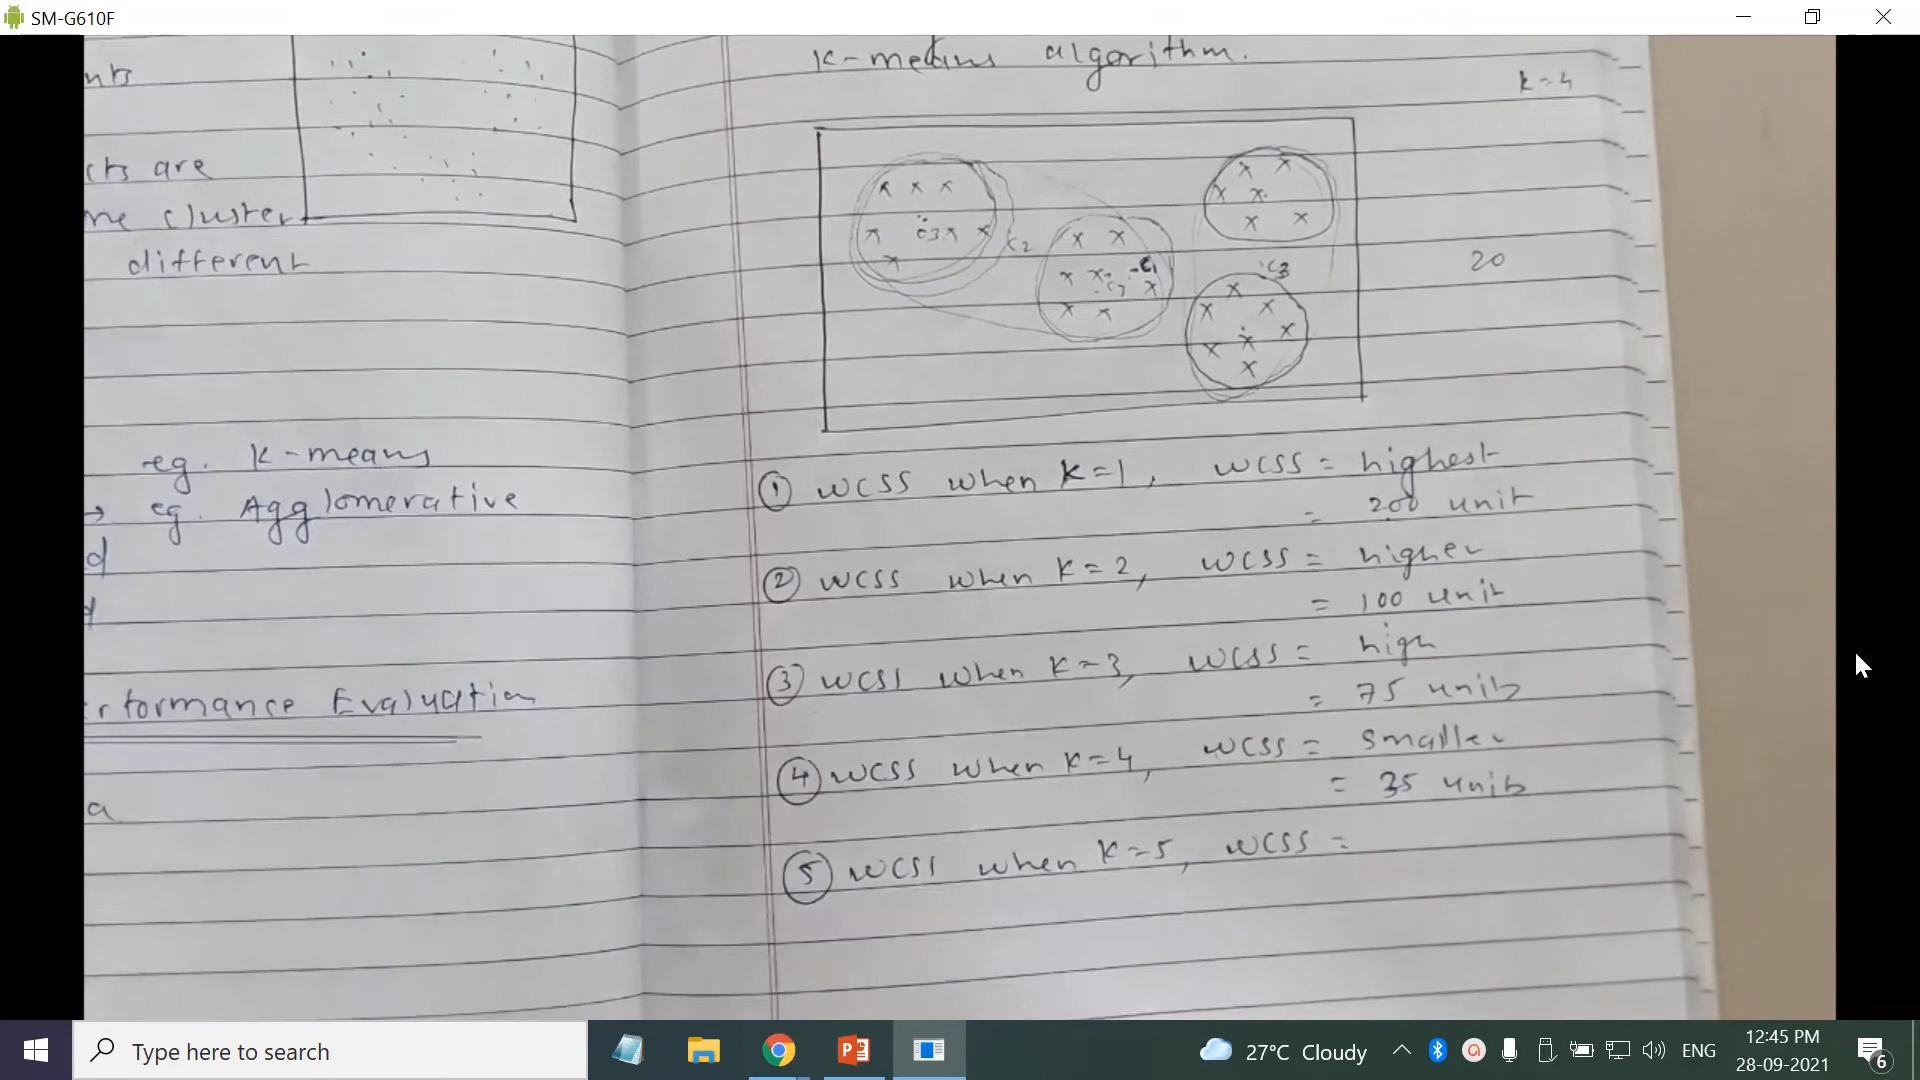 SM-G610F
nts
cts are
me cluster
different
eg. K-means
→ eg. Agglomerative
d
y
erformance Evaluation
a
K-means algorithm.
K=4
C3
C2
C1
C3
20
① WCSS when K=1, WCSS = highest
= 200 unit
② WCSS when K=2, WCSS = higher
= 100 unit
③ WCSS when K=3, WCSS = high
= 75 units
④ WCSS when K=4, WCSS = smaller
= 35 units
⑤ WCSS when K=5, WCSS =
Type here to search
27°C Cloudy
ENG
12:45 PM
28-09-2021
6